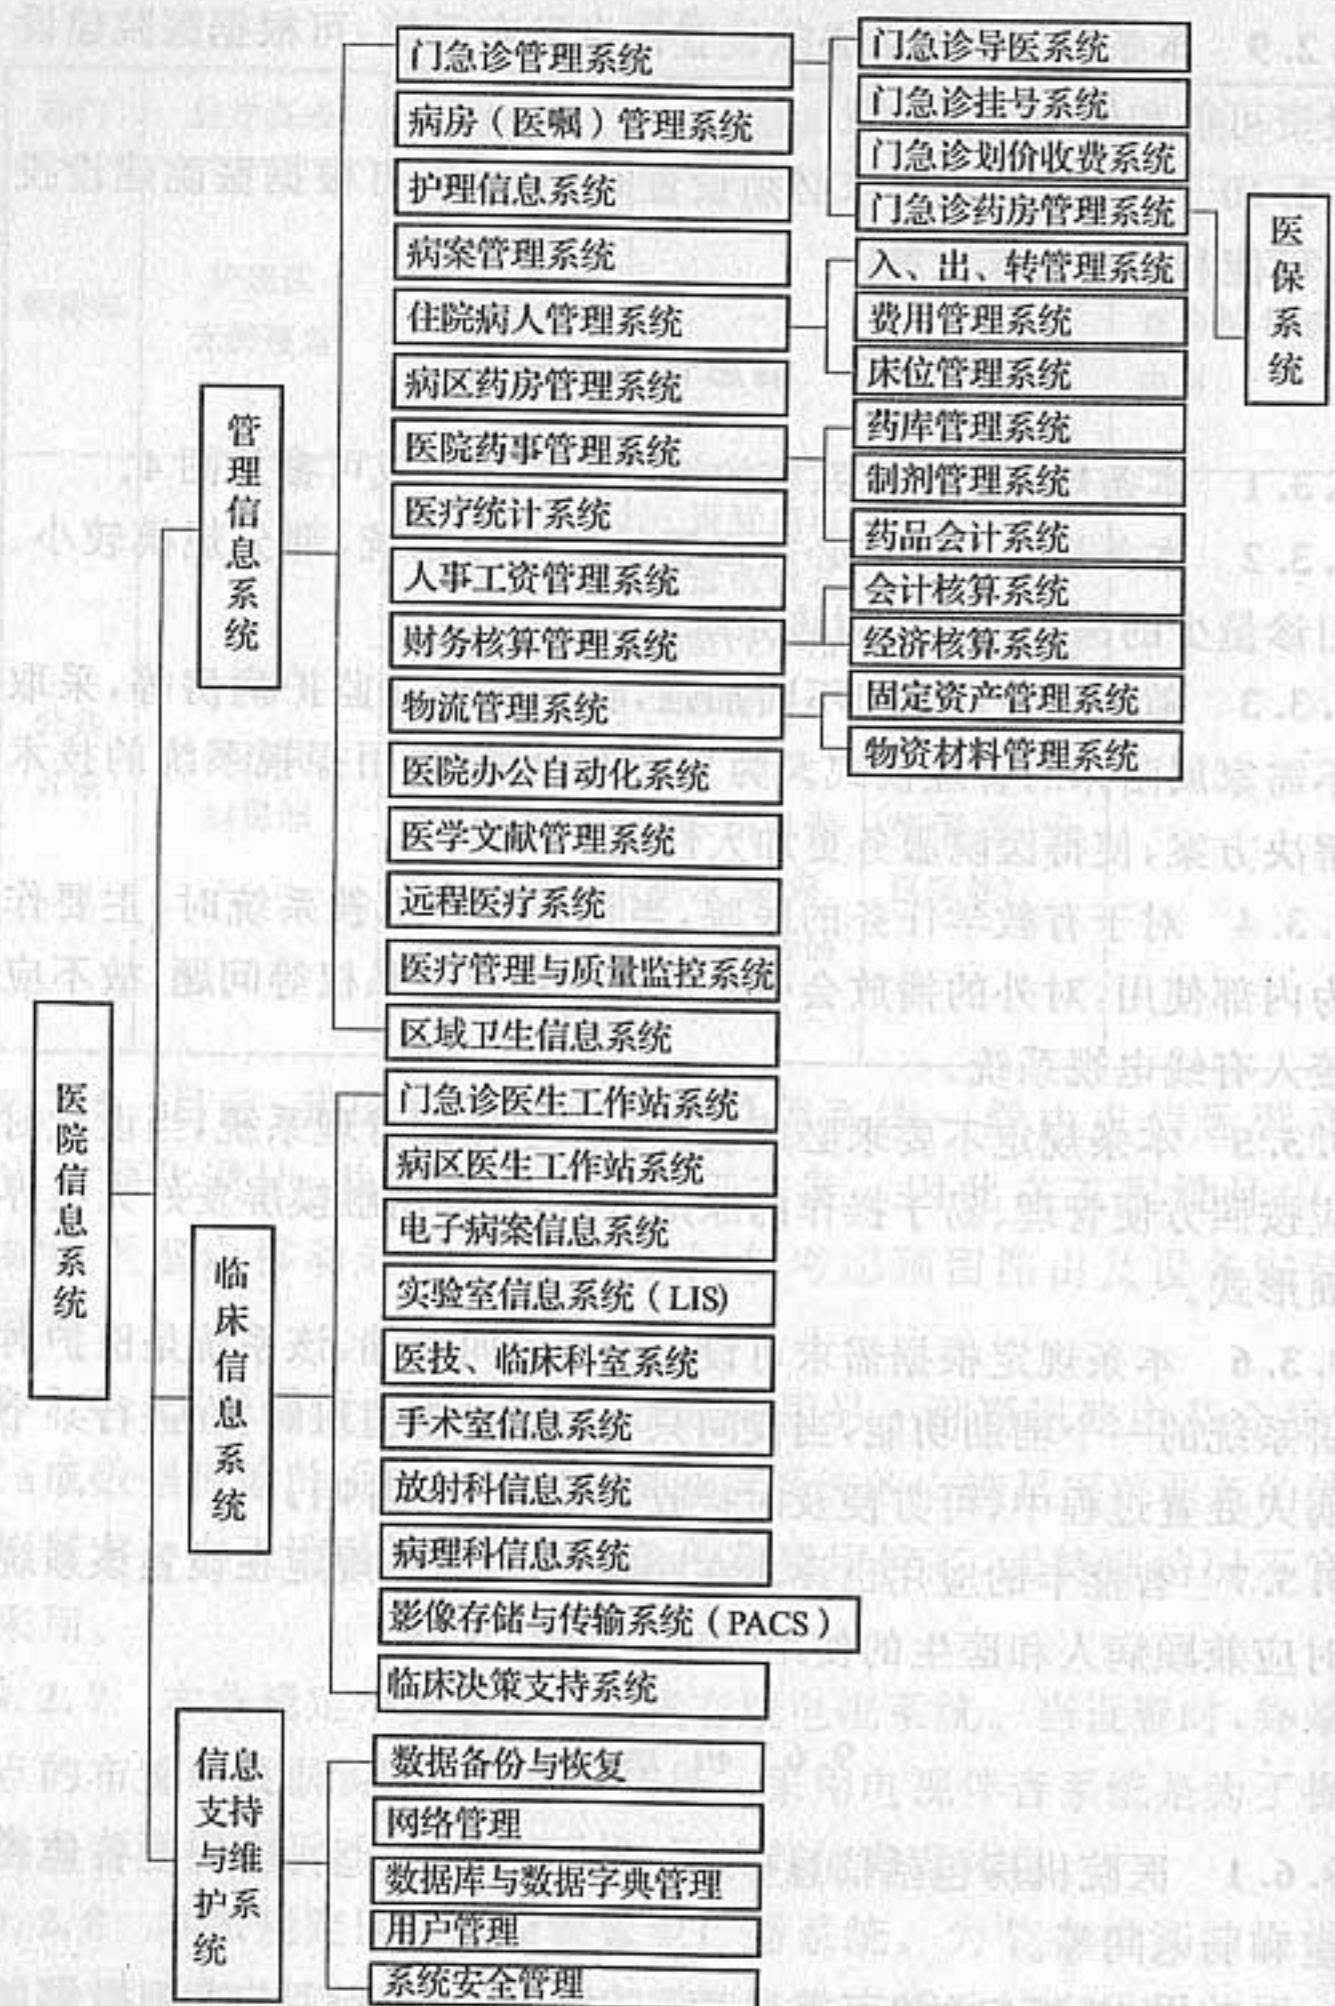 医院信息系统
管理信息系统
门急诊管理系统
病房（医嘱）管理系统
护理信息系统
病案管理系统
住院病人管理系统
病区药房管理系统
医院药事管理系统
医疗统计系统
人事工资管理系统
财务核算管理系统
物流管理系统
医院办公自动化系统
医学文献管理系统
远程医疗系统
医疗管理与质量监控系统
区域卫生信息系统
门急诊导医系统
门急诊挂号系统
门急诊划价收费系统
门急诊药房管理系统
医保系统
入、出、转管理系统
费用管理系统
床位管理系统
药库管理系统
制剂管理系统
药品会计系统
会计核算系统
经济核算系统
固定资产管理系统
物资材料管理系统
临床信息系统
门急诊医生工作站系统
病区医生工作站系统
电子病案信息系统
实验室信息系统（LIS）
医技、临床科室系统
手术室信息系统
放射科信息系统
病理科信息系统
影像存储与传输系统（PACS）
临床决策支持系统
信息
支持
与维
护系
统
数据备份与恢复
网络管理
数据库与数据字典管理
用户管理
系统安全管理